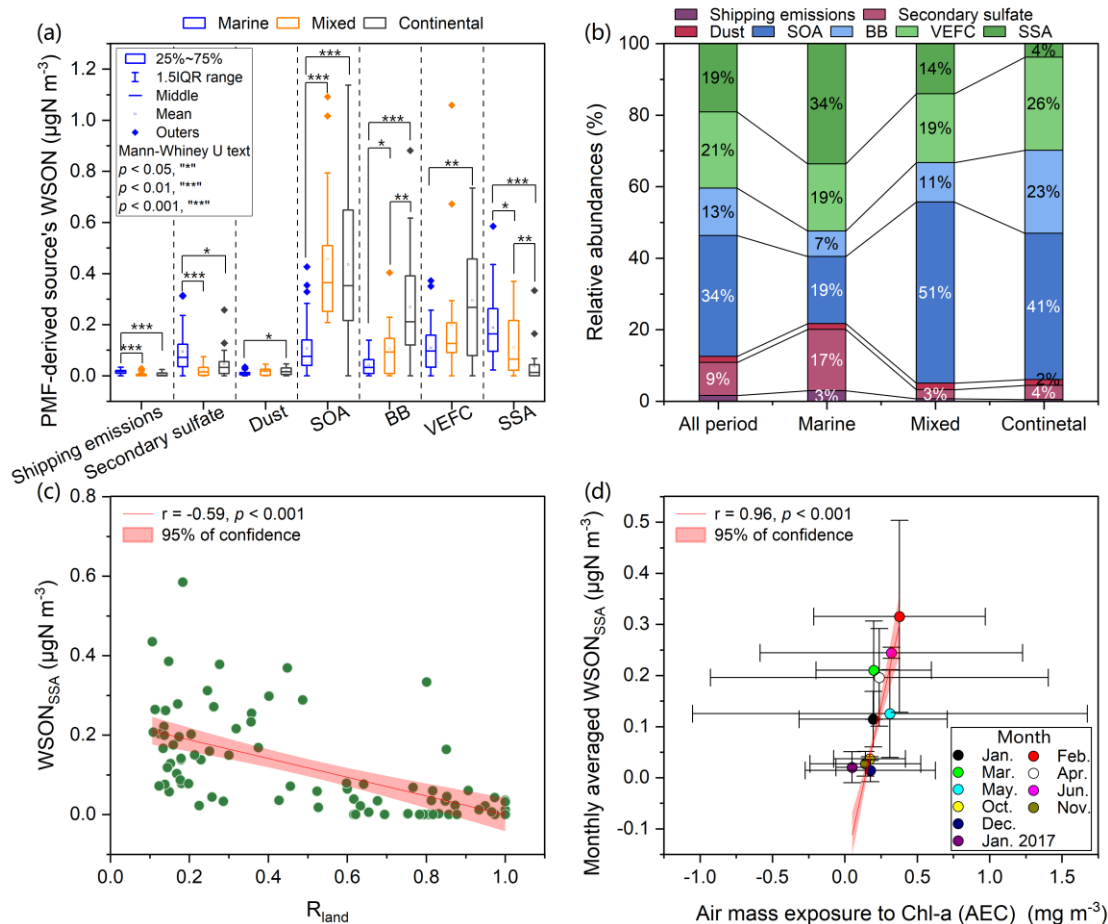 (a)
Marine Mixed Continental
PMF-derived source's WSON (µgN m⁻³)
1.2
1.0
0.8
0.6
0.4
0.2
0.0
25%~75%
1.5IQR range
Middle
Mean
Outers
Mann-Whiney U text
p < 0.05, "*"
p < 0.01, "**"
p < 0.001, "**"
*** *** *** * * *** *** *** * ** ** *** * **
Shipping emissions
Secondary sulfate
Dust
SOA
BB
VEFC
SSA
(b)
Shipping emissions Secondary sulfate
Dust SOA BB VEFC SSA
Relative abundances (%)
100
80
60
40
20
0
19% 34% 14% 4%
21% 19% 19% 26%
13% 7% 11% 23%
34% 19% 51% 41%
9% 17% 3% 2%
3% 4%
All period Marine Mixed Continetal
(c)
r = -0.59, p < 0.001
95% of confidence
WSON_SSA (µgN m⁻³)
0.8
0.6
0.4
0.2
0.0
0.0 0.2 0.4 0.6 0.8 1.0
R_land
(d)
r = 0.96, p < 0.001
95% of confidence
Monthly averaged WSON_SSA (µgN m⁻³)
0.5
0.4
0.3
0.2
0.1
0.0
-0.1
Month
Jan. Feb.
Mar. Apr.
May. Jun.
Oct. Nov.
Dec.
Jan. 2017
-1.0 -0.5 0.0 0.5 1.0 1.5
Air mass exposure to Chl-a (AEC) (mg m⁻³)